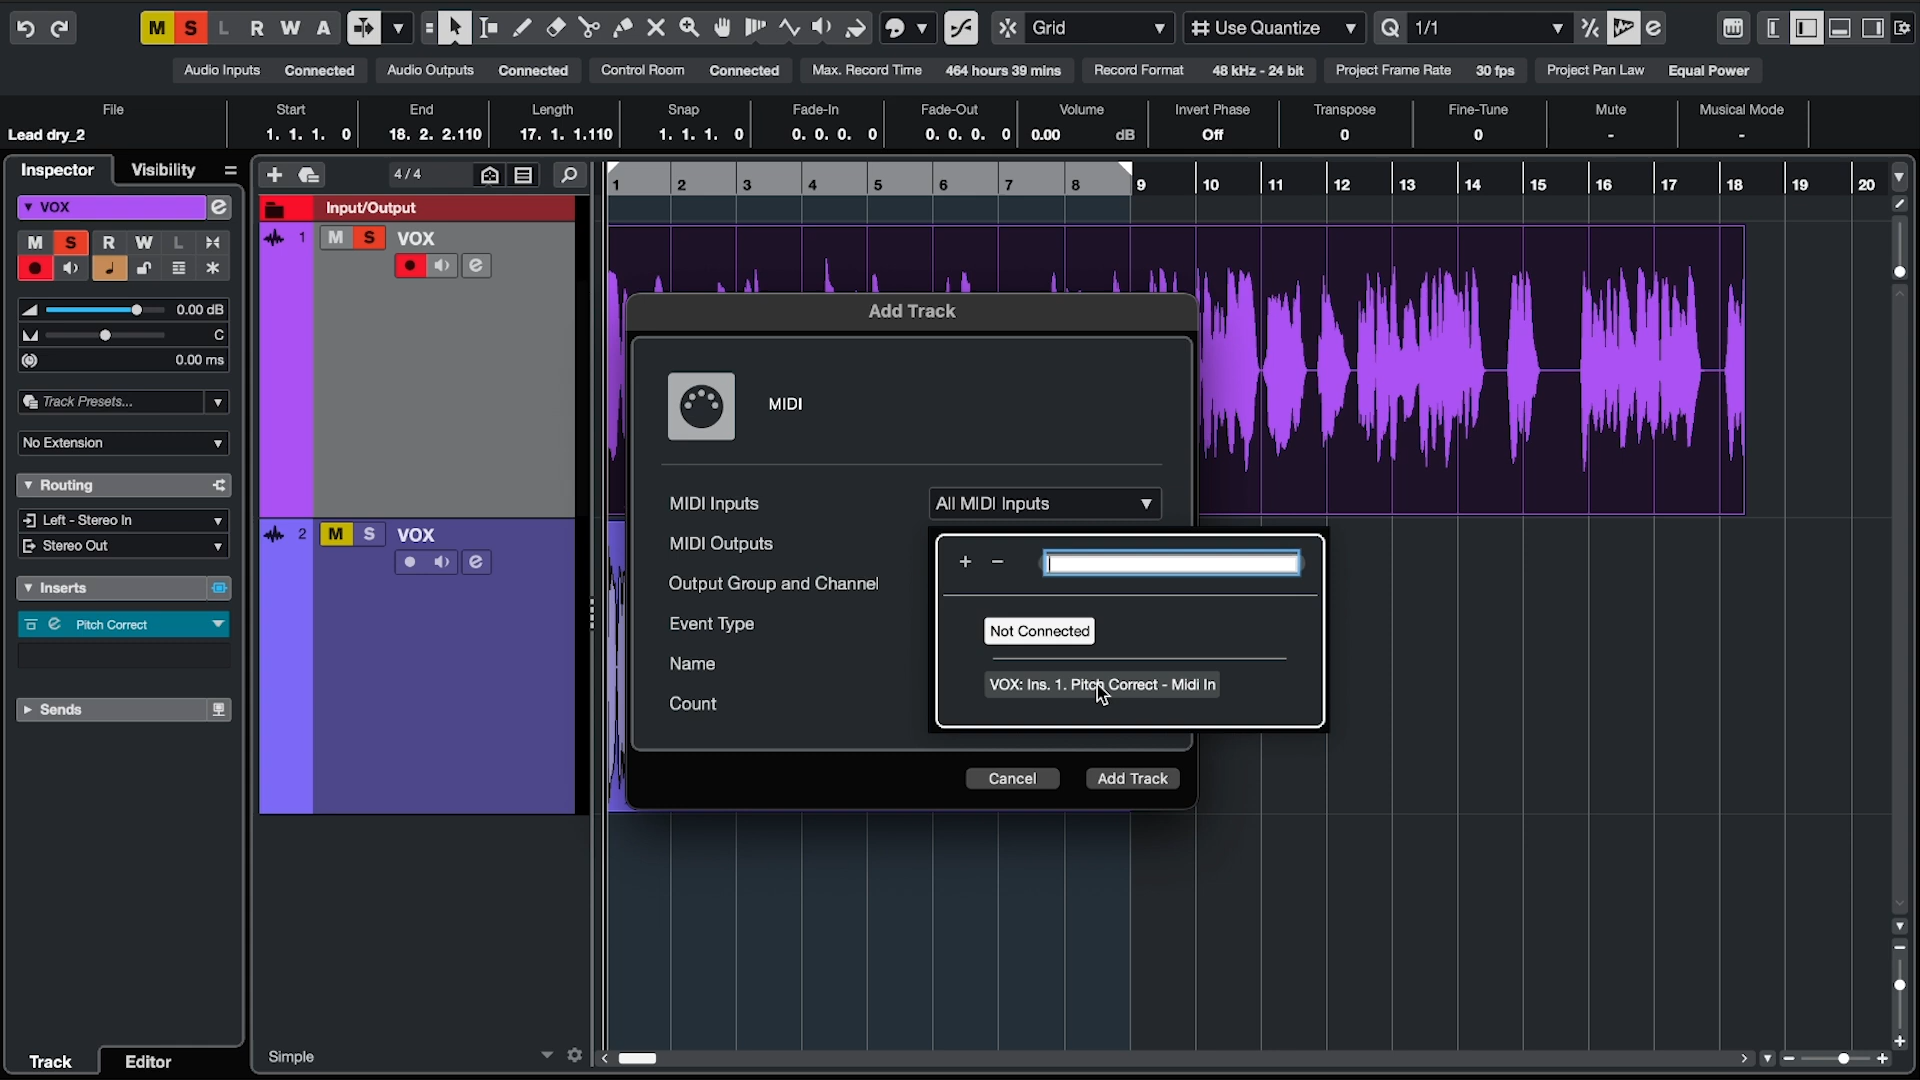 M S L R W A Grid Use Quantize Q 1/1
Audio Inputs Connected Audio Outputs Connected Control Room Connected Max. Record Time 464 hours 39 mins Record Format 48 kHz - 24 bit Project Frame Rate 30 fps Project Pan Law Equal Power
File Start End Length Snap Fade-In Fade-Out Volume Invert Phase Transpose Fine-Tune Mute Musical Mode
Lead dry_2 1. 1. 1. 0 18. 2. 2.110 17. 1. 1.110 1. 1. 1. 0 0. 0. 0. 0 0. 0. 0. 0 0.00 dB Off 0 0 - -
Inspector Visibility 4/4
1 2 3 4 5 6 7 8 9 10 11 12 13 14 15 16 17 18 19 20
VOX e
Input/Output
1 M S VOX
e
M S R W L
0.00 dB
C
0.00 ms
Track Presets...
No Extension
Routing
Left - Stereo In
Stereo Out
Inserts
Pitch Correct
Sends
2 M S VOX
e
Add Track
MIDI
MIDI Inputs All MIDI Inputs
MIDI Outputs
Output Group and Channel
Event Type
Name
Count
+ −
Not Connected
VOX: Ins. 1. Pitch Correct - Midi In
Cancel Add Track
Track Editor
Simple